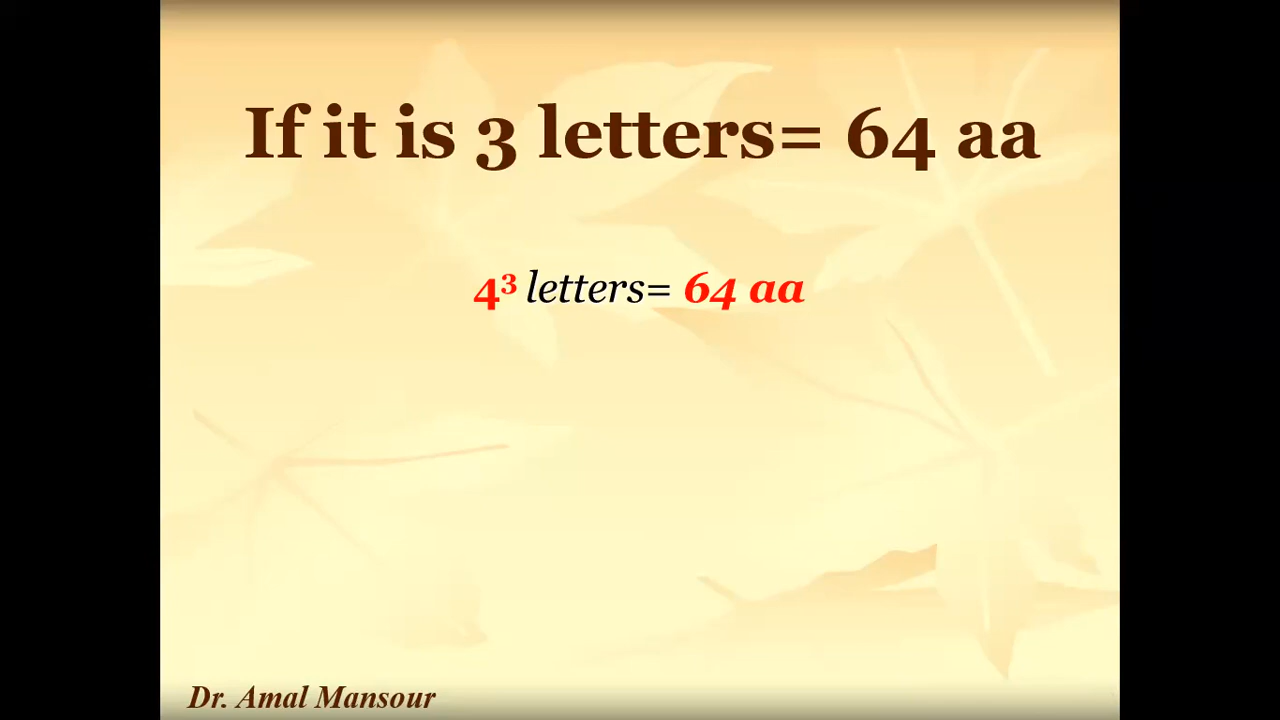 If it is 3 letters= 64 aa
4³ letters= 64 aa
Dr. Amal Mansour